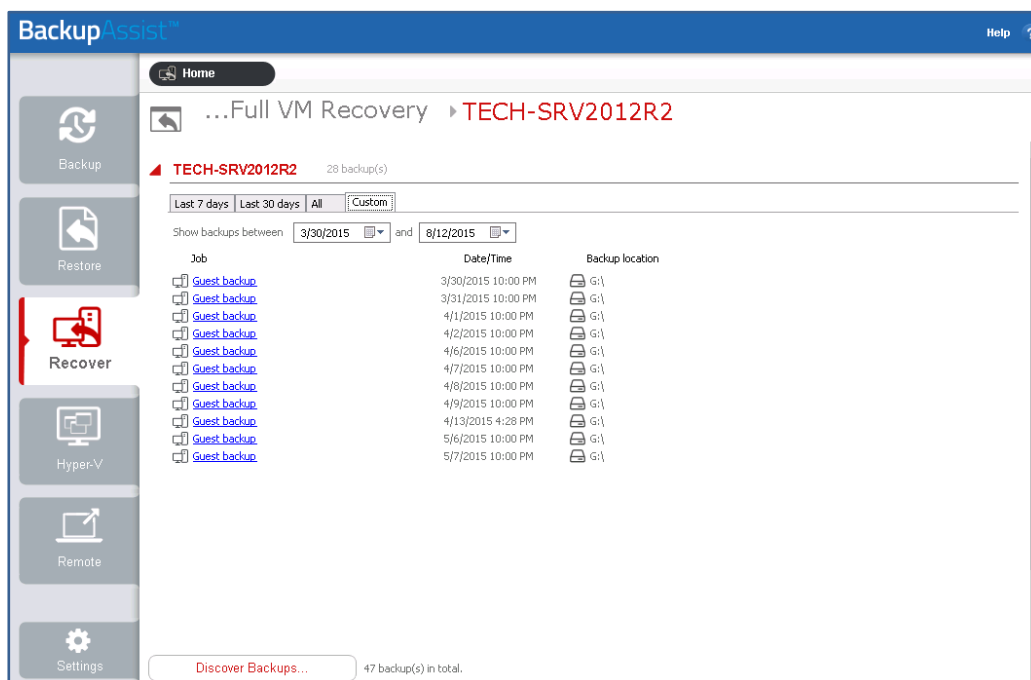 BackupAssist™
Help ?
Home
...Full VM Recovery TECH-SRV2012R2
Backup
TECH-SRV2012R2 28 backup(s)
Last 7 days Last 30 days All Custom
Show backups between 3/30/2015 and 8/12/2015
Restore
Job Date/Time Backup location
Guest backup 3/30/2015 10:00 PM G:\
Guest backup 3/31/2015 10:00 PM G:\
Guest backup 4/1/2015 10:00 PM G:\
Guest backup 4/2/2015 10:00 PM G:\
Guest backup 4/6/2015 10:00 PM G:\
Guest backup 4/7/2015 10:00 PM G:\
Guest backup 4/8/2015 10:00 PM G:\
Guest backup 4/9/2015 10:00 PM G:\
Guest backup 4/13/2015 4:28 PM G:\
Guest backup 5/6/2015 10:00 PM G:\
Guest backup 5/7/2015 10:00 PM G:\
Recover
Hyper-V
Remote
Settings
Discover Backups... 47 backup(s) in total.